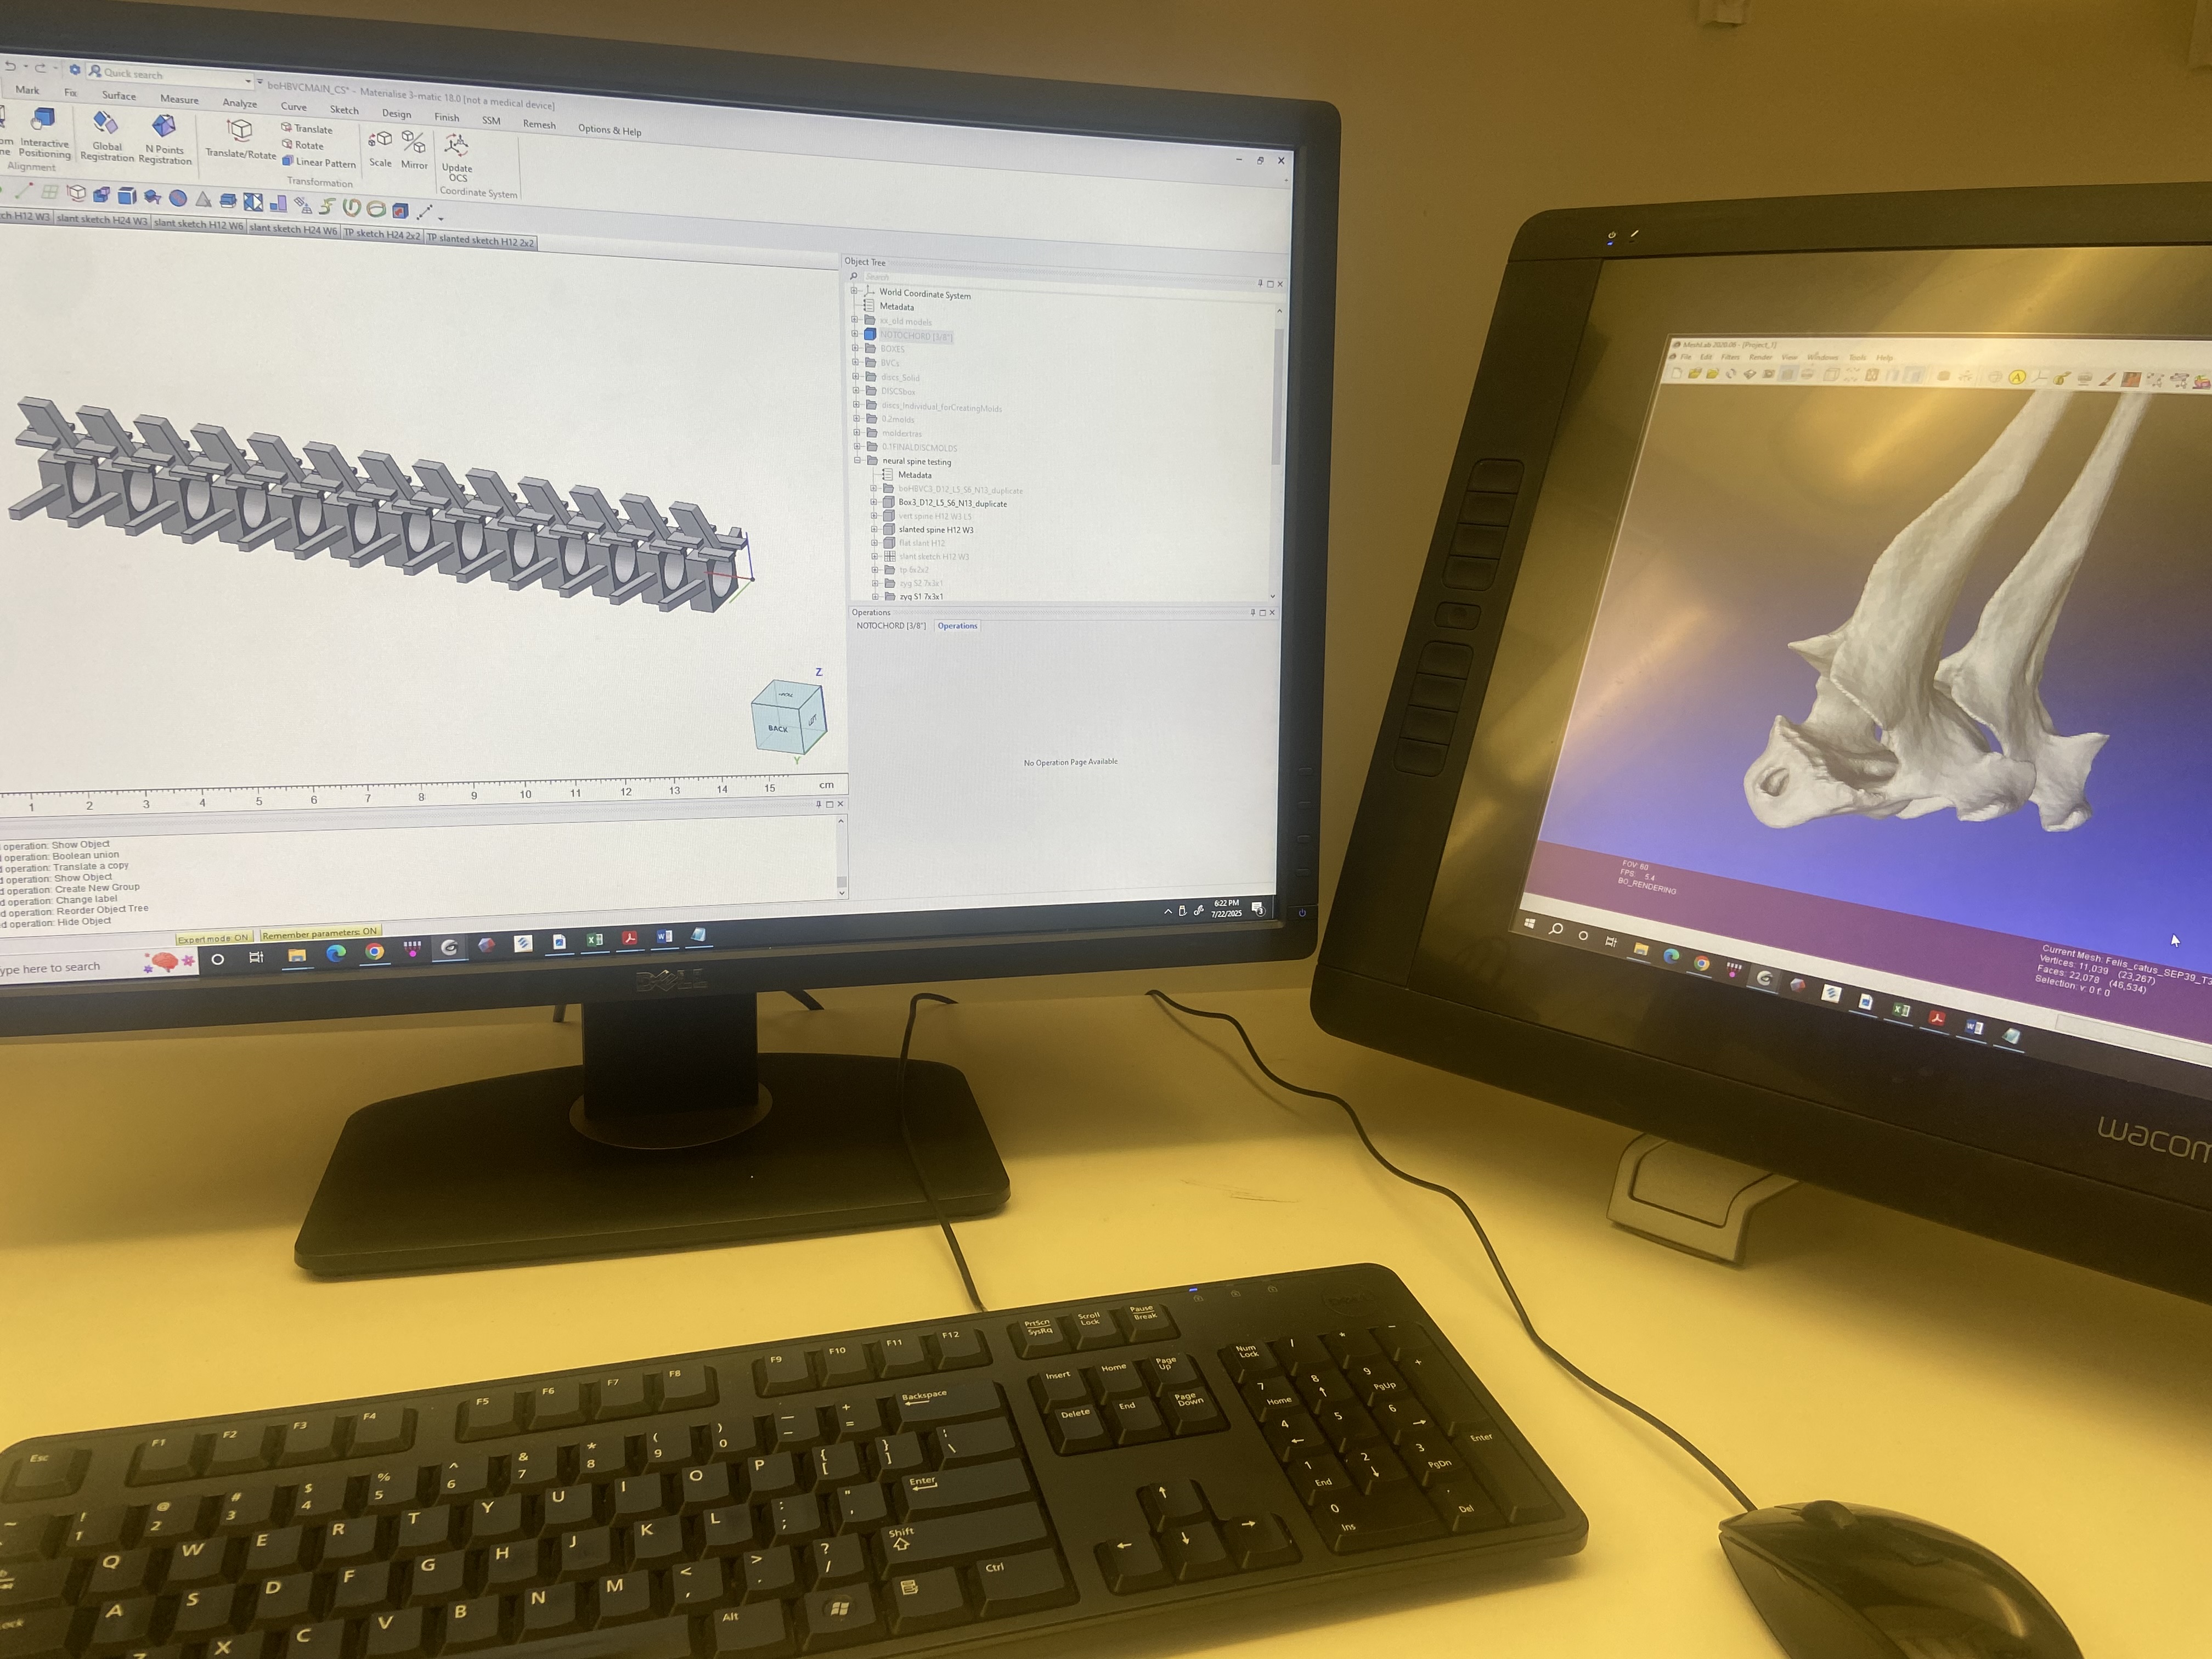 Quick search
boHBVCMAIN_CS* - Materialise 3-matic 18.0 [not a medical device]
Mark Fix Surface Measure Analyze Curve Sketch Design Finish SSM Remesh Options & Help
Interactive Positioning
Global Registration
N Points Registration
Alignment
Translate/Rotate
Translate
Rotate
Linear Pattern
Transformation
Scale
Mirror
Update OCS
Coordinate System
ch H12 W3 slant sketch H24 W3 slant sketch H12 W6 slant sketch H24 W6 TP sketch H24 2x2 TP slanted sketch H12 2x2
Object Tree
Search
World Coordinate System
Metadata
xx_old models
NOTOCHORD [3/8"]
BOXES
BVCs
discs_Solid
DISCSbox
discs_Individual_forCreatingMolds
0.2molds
moldertras
0.1FINALDISCMOLDS
neural spine testing
Metadata
boHBVC3_D12_L5_S6_N13_duplicate
Box3_D12_L5_S6_N13_duplicate
vert spine H12 W3 L5
slanted spine H12 W3
flat slant H12
slant sketch H12 W3
tp 6x2x2
zyg S2 7x3x1
zyg S1 7x3x1
Operations
NOTOCHORD [3/8"] Operations
No Operation Page Available
Z
BACK
Y
1 2 3 4 5 6 7 8 9 10 11 12 13 14 15 cm
operation: Show Object
operation: Boolean union
d operation: Translate a copy
d operation: Show Object
d operation: Create New Group
d operation: Change label
d operation: Reorder Object Tree
ed operation: Hide Object
Expert mode: ON Remember parameters: ON
ype here to search
6:22 PM
7/22/2025
DELL
MeshLab 2020.06 - [Project_1]
File Edit Filters Render View Windows Tools Help
FOV: 60
FPS: 5.4
BO_RENDERING
Current Mesh: Felis_catus_SEP39_T3
Vertices: 11,039 (23,267)
Faces: 22,078 (46,534)
Selection: v: 0 f: 0
wacom
Esc F1 F2 F3 F4 F5 F6 F7 F8 F9 F10 F11 F12
PrtScn SysRq
Scroll Lock
Pause Break
~ ! 1 @ 2 # 3 $ 4 % 5 ^ 6 & 7 * 8 ( 9 ) 0 — – + = Backspace
Insert Home Page Up
Num Lock / * -
Q W E R T Y U I O P { [ } ] \
Delete End Page Down
7 Home 8 9 PgUp +
A S D F G H J K L : ; " ' Enter
4 5 6
X C V B N M < , > . ? / Shift
1 End 2 3 PgDn Enter
Alt Ctrl
0 Ins . Del